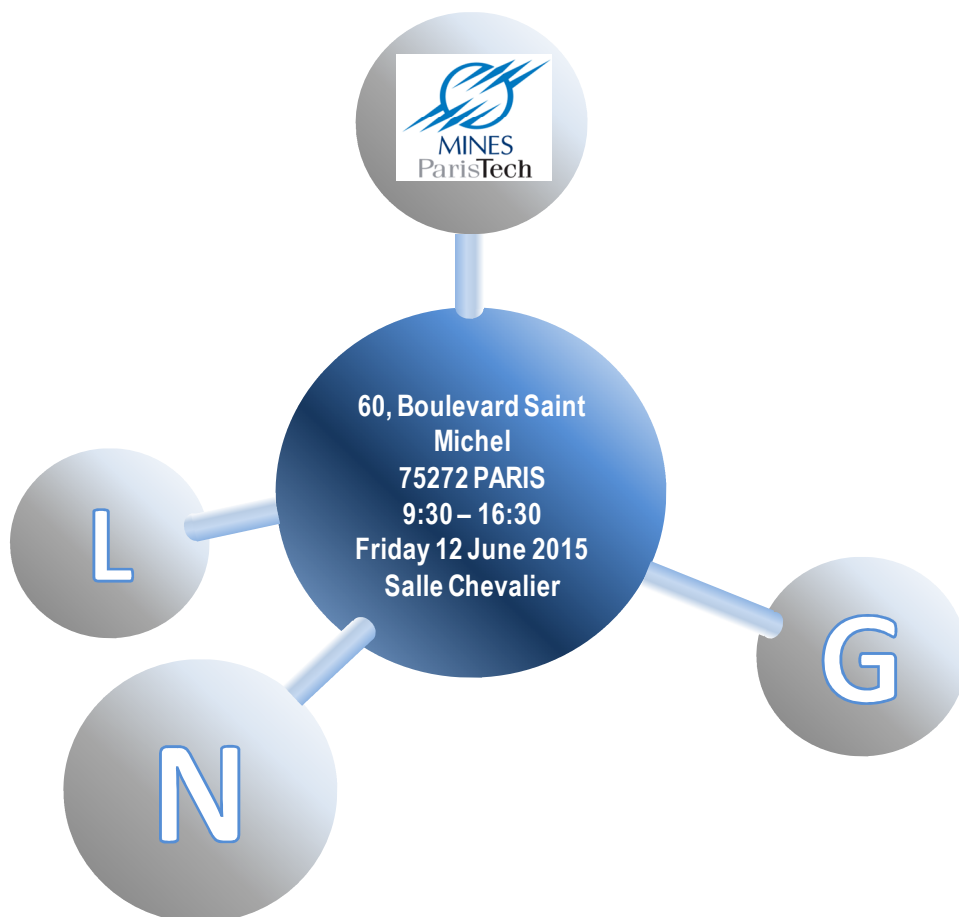 MINES
ParisTech
60, Boulevard Saint
Michel
75272 PARIS
9:30 – 16:30
Friday 12 June 2015
Salle Chevalier
L
G
N